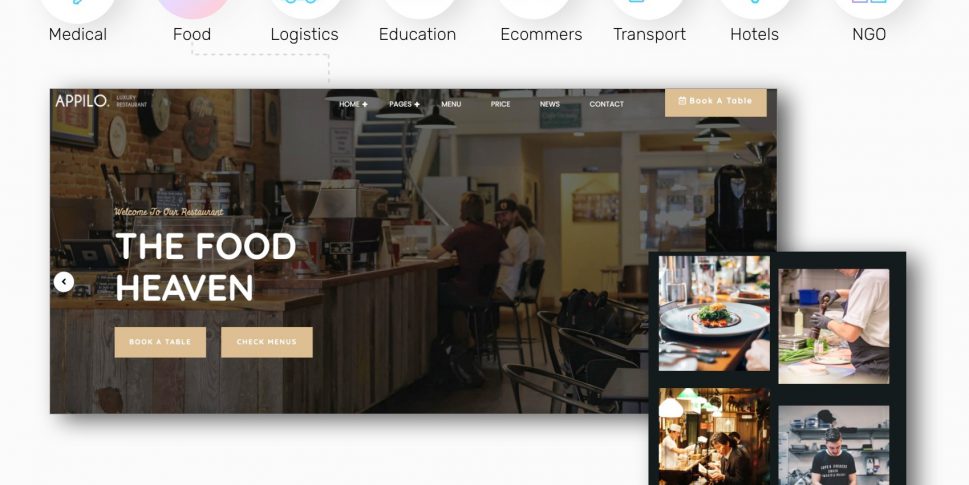 Medical
Food
Logistics
Education
Ecommers
Transport
Hotels
NGO
APPILO.
LUXURY
RESTAURANT
HOME +
PAGES +
MENU
PRICE
NEWS
CONTACT
Book A Table
Welcome To Our Restaurant
THE FOOD
HEAVEN
BOOK A TABLE
CHECK MENUS